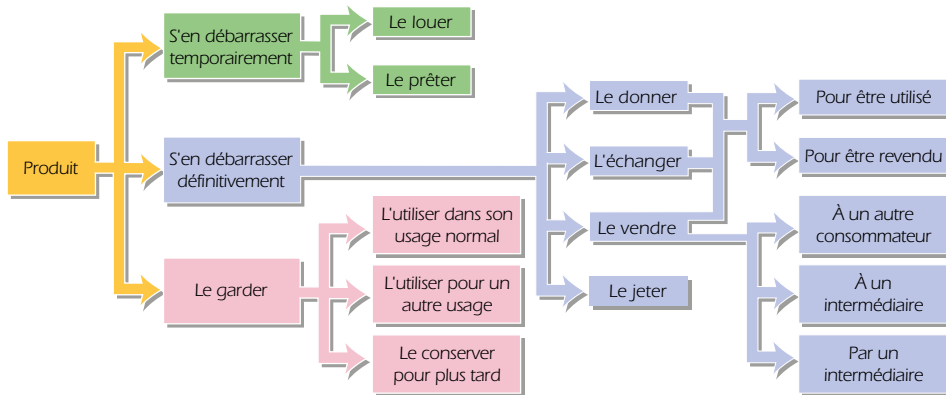 Produit
S'en débarrasser
temporairement
Le louer
Le prêter
S'en débarrasser
définitivement
Le donner
L'échanger
Le vendre
Le jeter
Pour être utilisé
Pour être revendu
À un autre
consommateur
À un
intermédiaire
Par un
intermédiaire
Le garder
L'utiliser dans son
usage normal
L'utiliser pour un
autre usage
Le conserver
pour plus tard